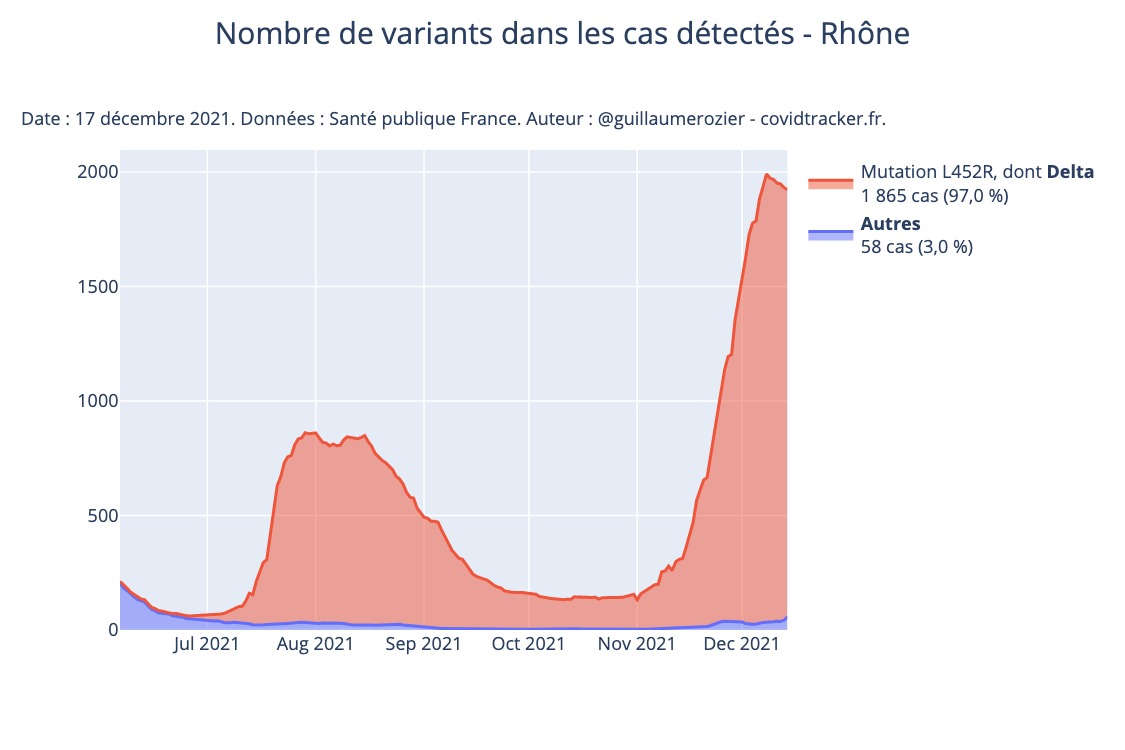 Nombre de variants dans les cas détectés - Rhône
Date : 17 décembre 2021. Données : Santé publique France. Auteur : @guillaumerozier - covidtracker.fr.
2000
1500
1000
500
0
Jul 2021
Aug 2021
Sep 2021
Oct 2021
Nov 2021
Dec 2021
Mutation L452R, dont Delta
1 865 cas (97,0 %)
Autres
58 cas (3,0 %)